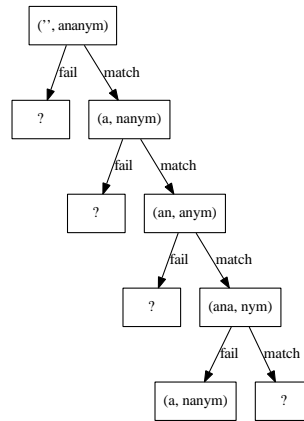 ('', ananym)
fail match
? (a, nanym)
fail match
? (an, anym)
fail match
? (ana, nym)
fail match
(a, nanym) ?